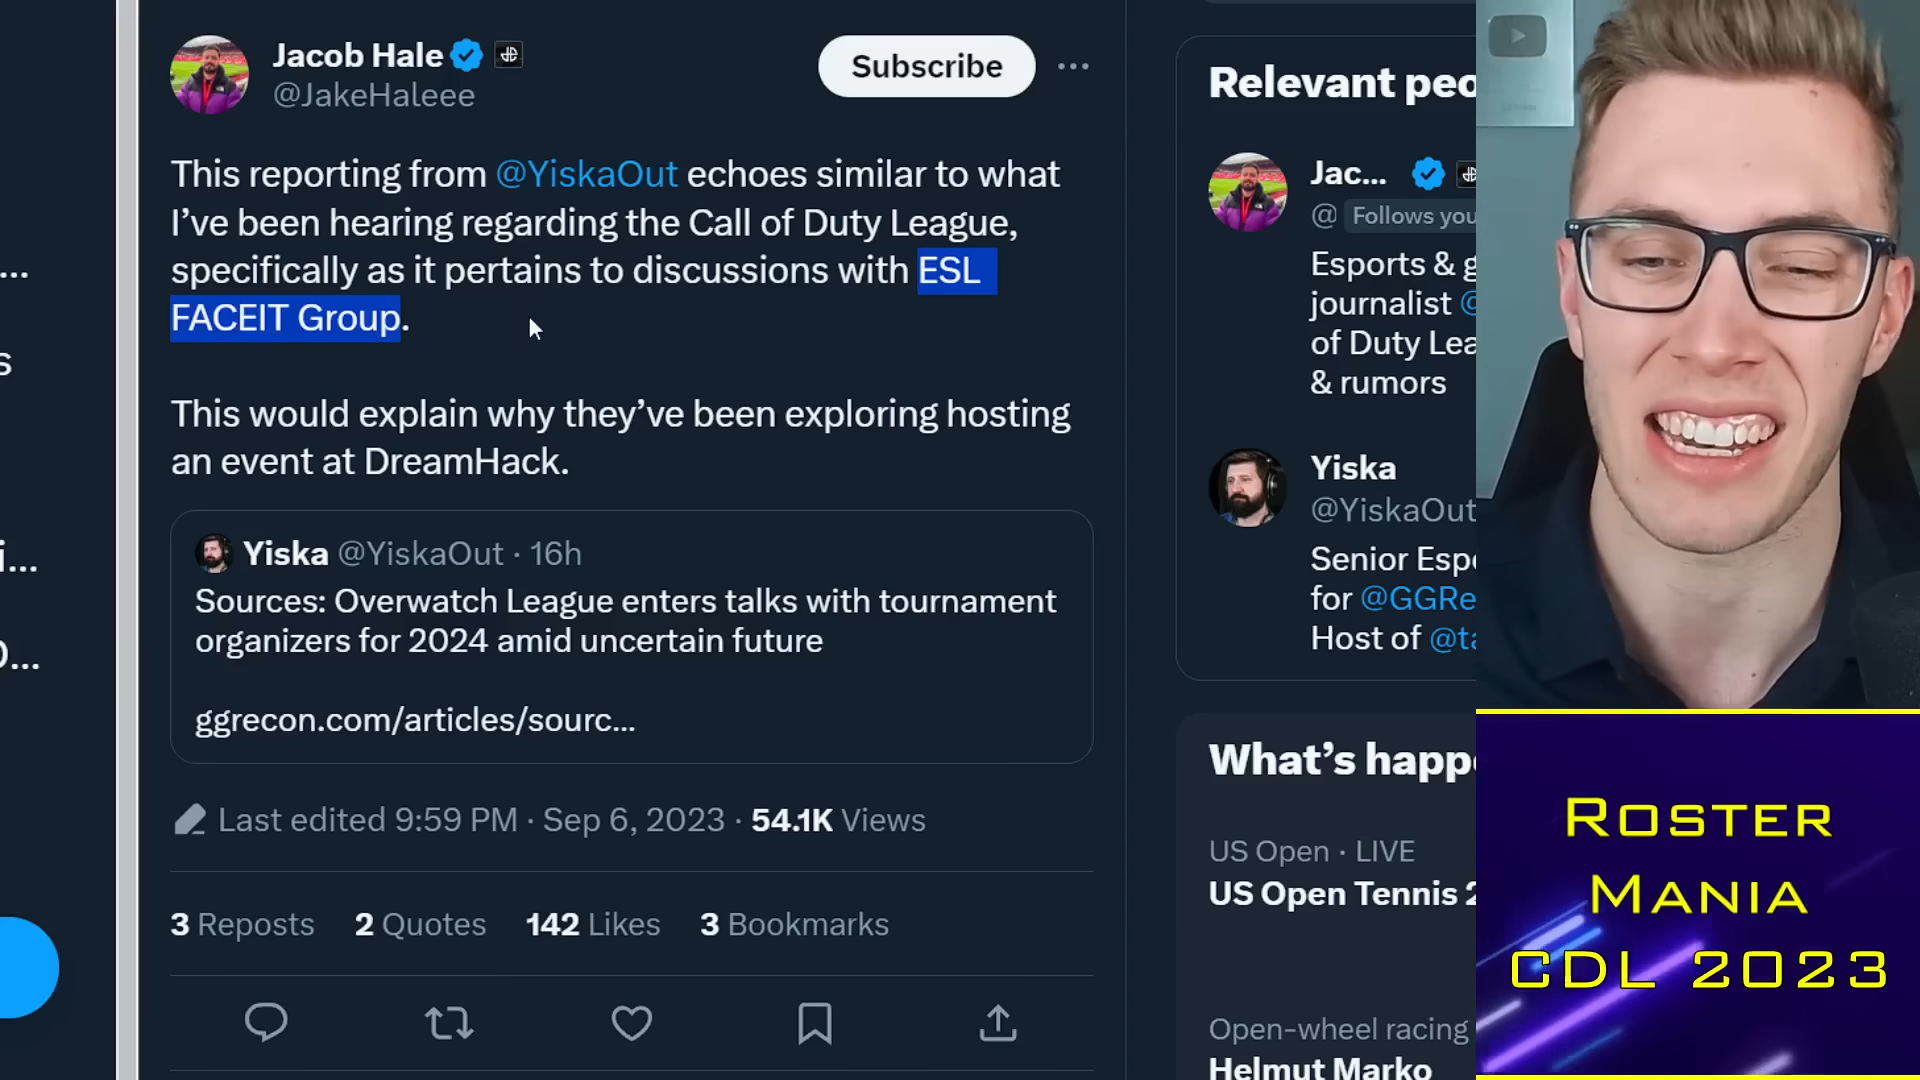 Jacob Hale
@JakeHaleee
Subscribe
This reporting from @YiskaOut echoes similar to what
I’ve been hearing regarding the Call of Duty League,
specifically as it pertains to discussions with ESL
FACEIT Group.
This would explain why they’ve been exploring hosting
an event at DreamHack.
Yiska @YiskaOut · 16h
Sources: Overwatch League enters talks with tournament
organizers for 2024 amid uncertain future
ggrecon.com/articles/sourc...
Last edited 9:59 PM · Sep 6, 2023 · 54.1K Views
3 Reposts 2 Quotes 142 Likes 3 Bookmarks
...
s
i...
...
Relevant peo
Jac...
@ Follows you
Esports & g
journalist @
of Duty Lea
& rumors
Yiska
@YiskaOut
Senior Espo
for @GGRe
Host of @ta
What’s happe
US Open · LIVE
US Open Tennis 2
Open-wheel racing
Helmut Marko
Roster
Mania
CDL 2023